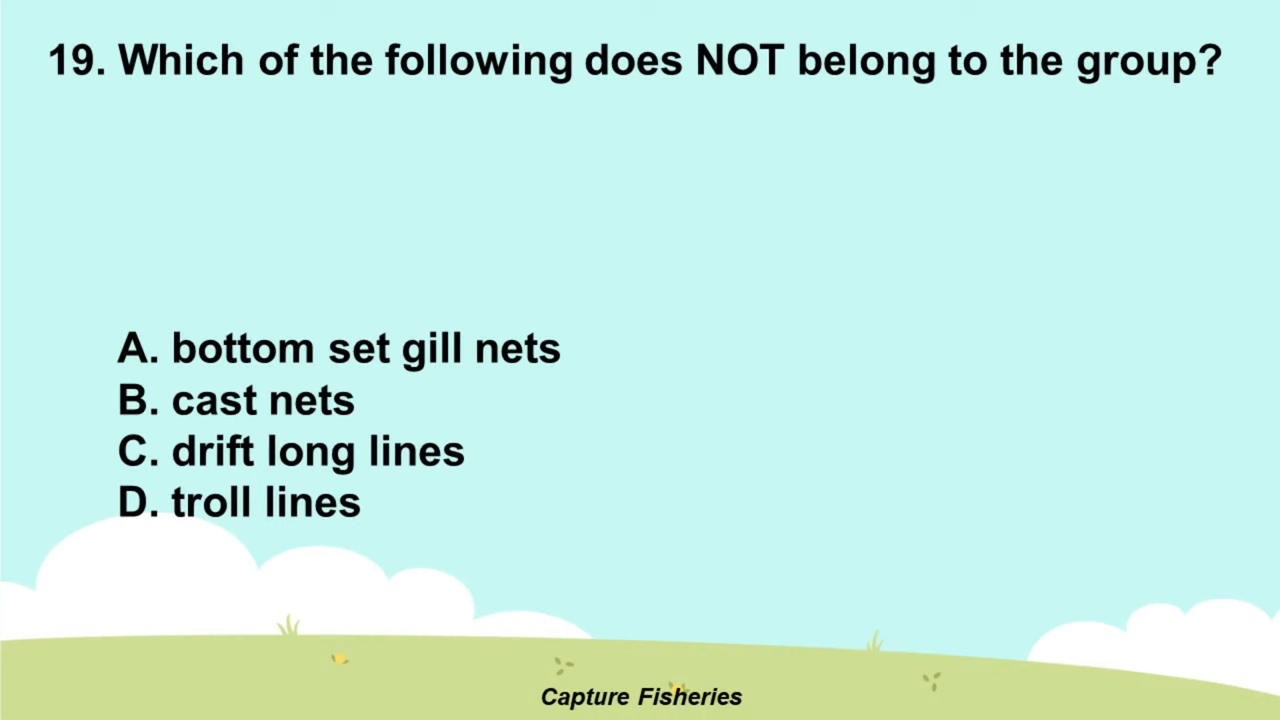 19. Which of the following does NOT belong to the group?
A. bottom set gill nets
B. cast nets
C. drift long lines
D. troll lines
Capture Fisheries